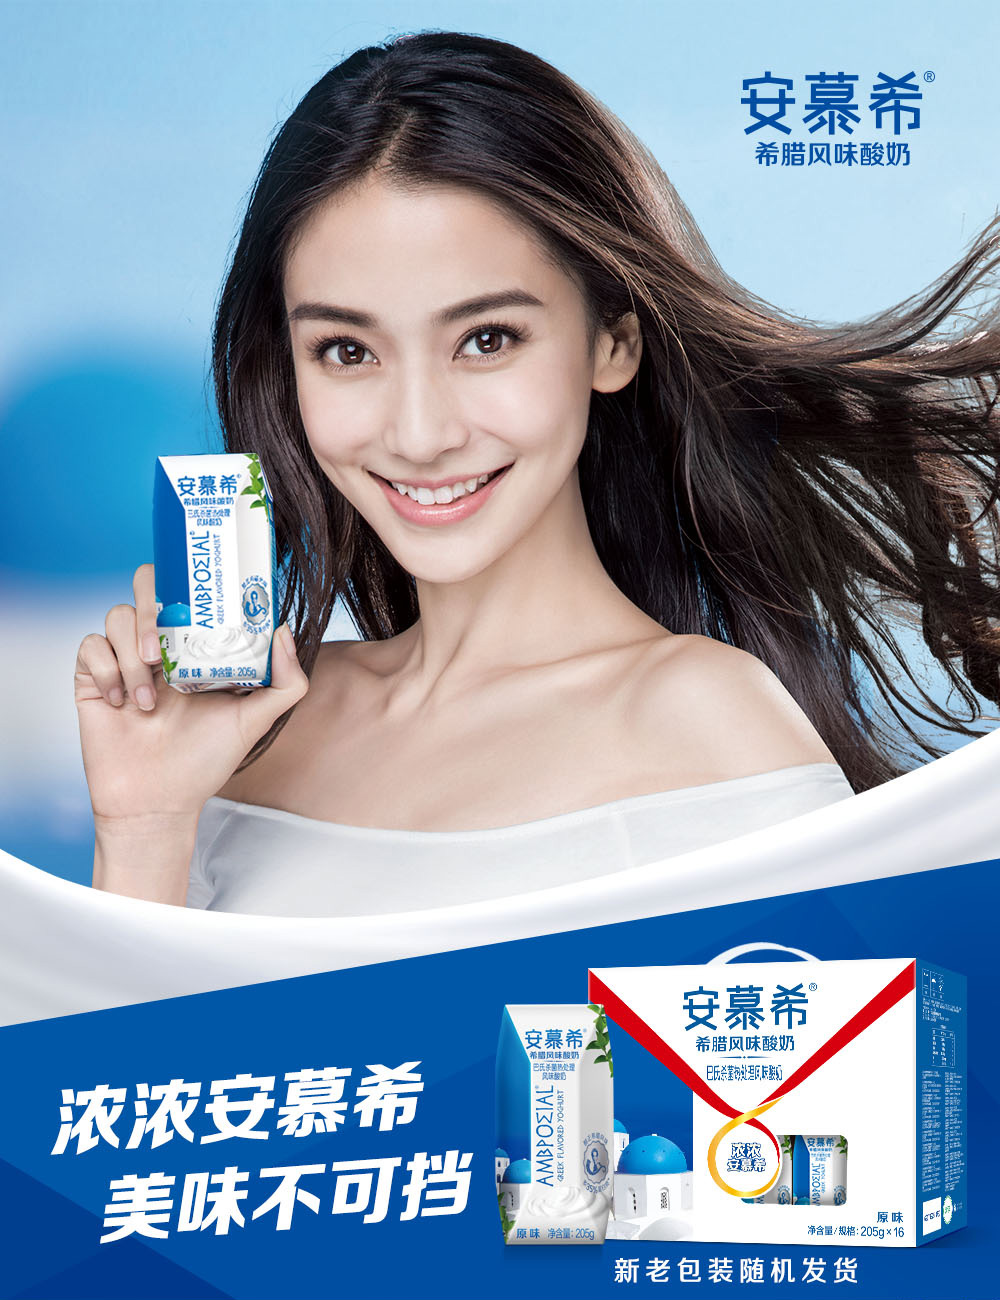 安慕希®
希腊风味酸奶
安慕希®
希腊风味酸奶
巴氏杀菌热处理
风味酸奶
AMBPOΣIAL®
GREEK FLAVORED YOGHURT
原味 净含量:205g
浓浓安慕希
美味不可挡
安慕希®
希腊风味酸奶
巴氏杀菌热处理
风味酸奶
AMBPOΣIAL®
GREEK FLAVORED YOGHURT
原味 净含量:205g
安慕希®
希腊风味酸奶
巴氏杀菌热处理风味酸奶
浓浓
安慕希
安慕希
AMBPOΣIAL
原味
净含量/规格:205g×16
新老包装随机发货